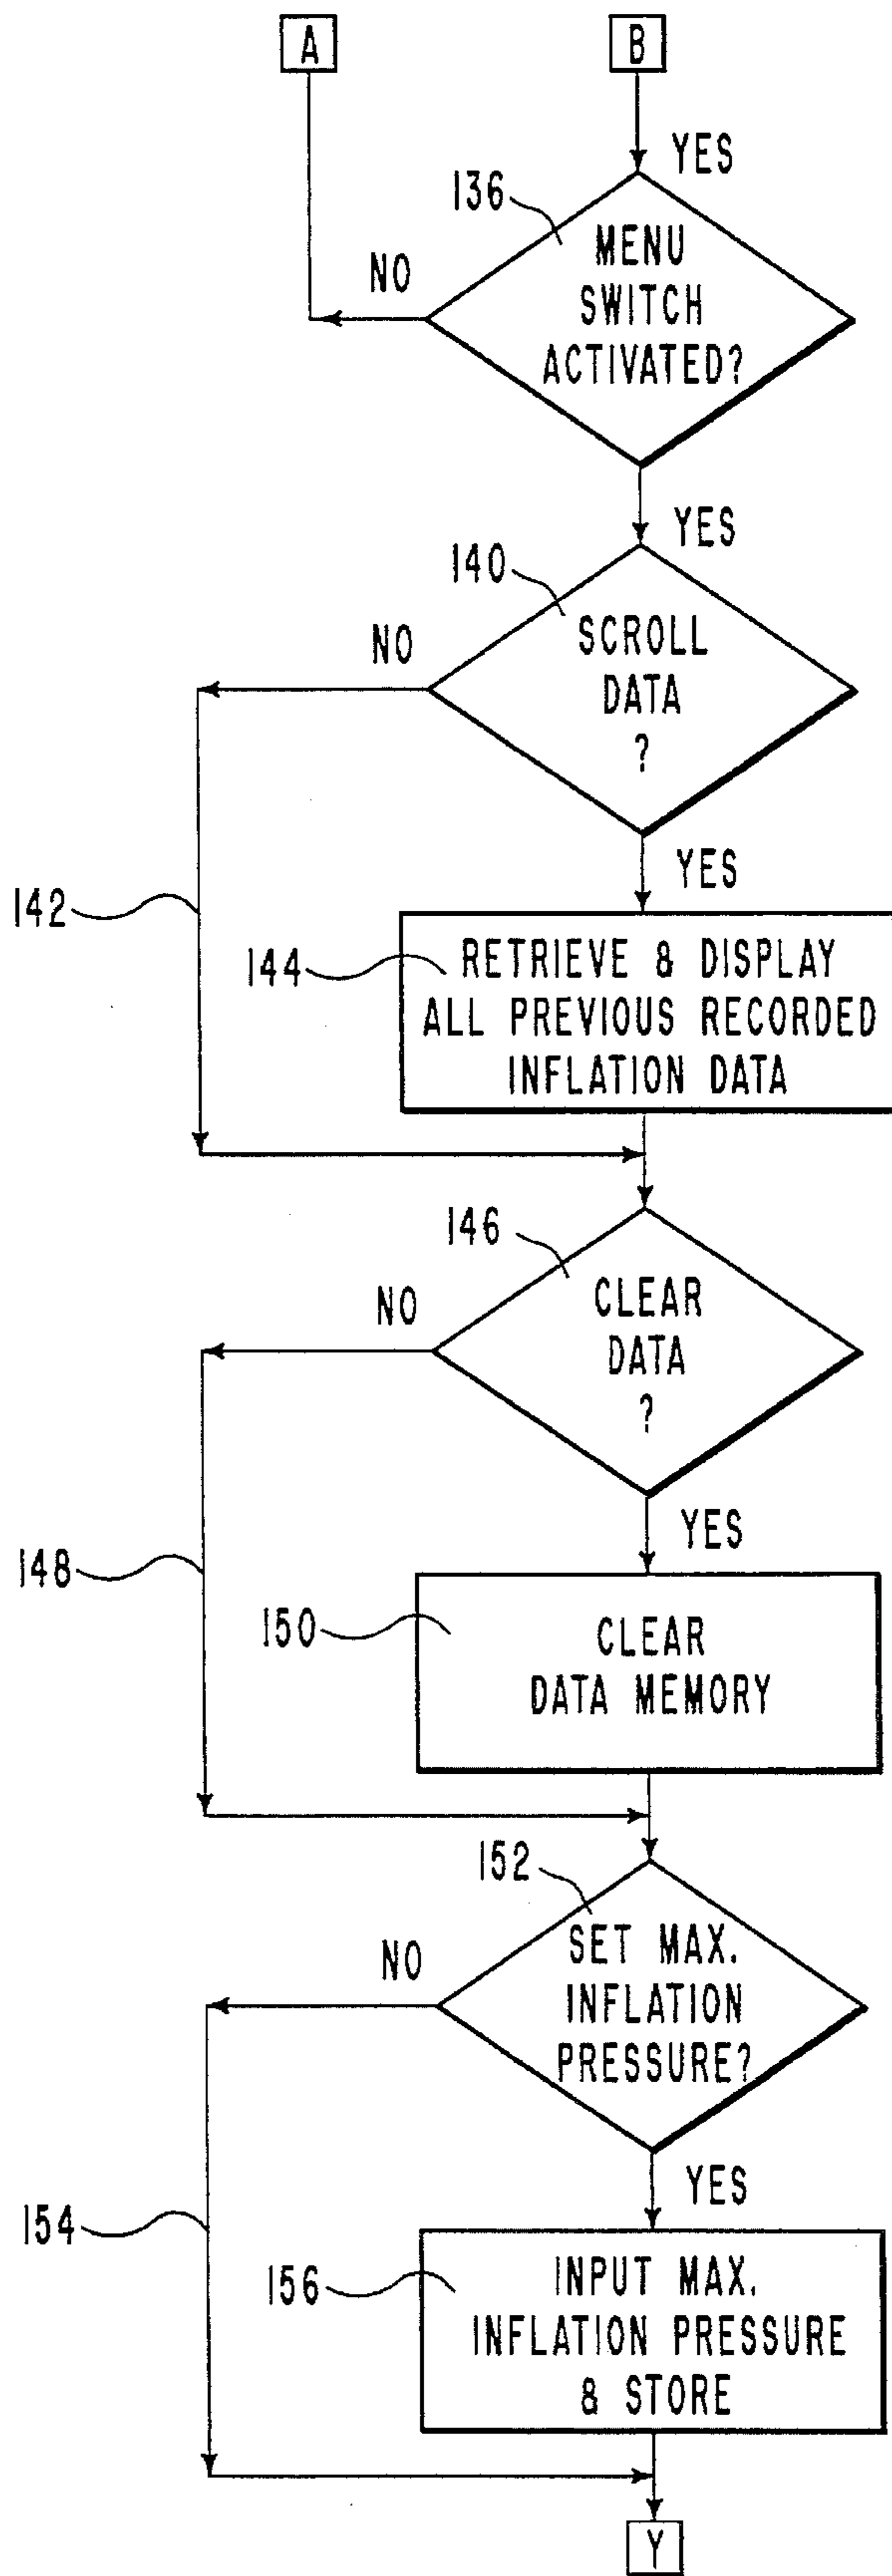 A
B
YES
136
MENU
SWITCH
ACTIVATED?
NO
YES
140
SCROLL
DATA
?
NO
YES
142
144
RETRIEVE & DISPLAY
ALL PREVIOUS RECORDED
INFLATION DATA
146
CLEAR
DATA
?
NO
YES
148
150
CLEAR
DATA MEMORY
152
SET MAX.
INFLATION
PRESSURE?
NO
YES
154
156
INPUT MAX.
INFLATION PRESSURE
& STORE
Y